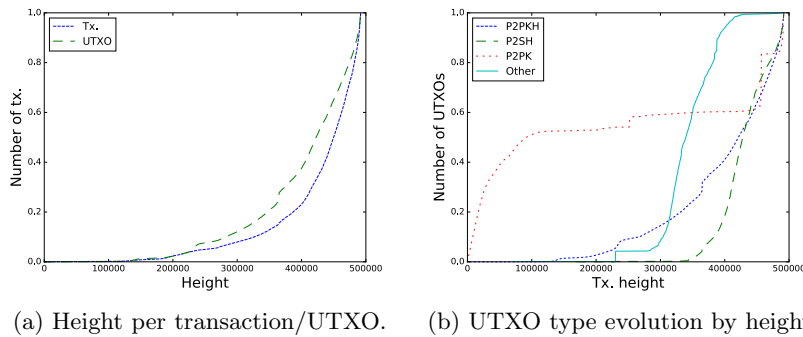 1.0
0.8
0.6
0.4
0.2
0.0
Number of tx.
Tx.
UTXO
0 100000 200000 300000 400000 500000
Height
(a) Height per transaction/UTXO.
1.0
0.8
0.6
0.4
0.2
0.0
Number of UTXOs
P2PKH
P2SH
P2PK
Other
0 100000 200000 300000 400000 500000
Tx. height
(b) UTXO type evolution by heigh